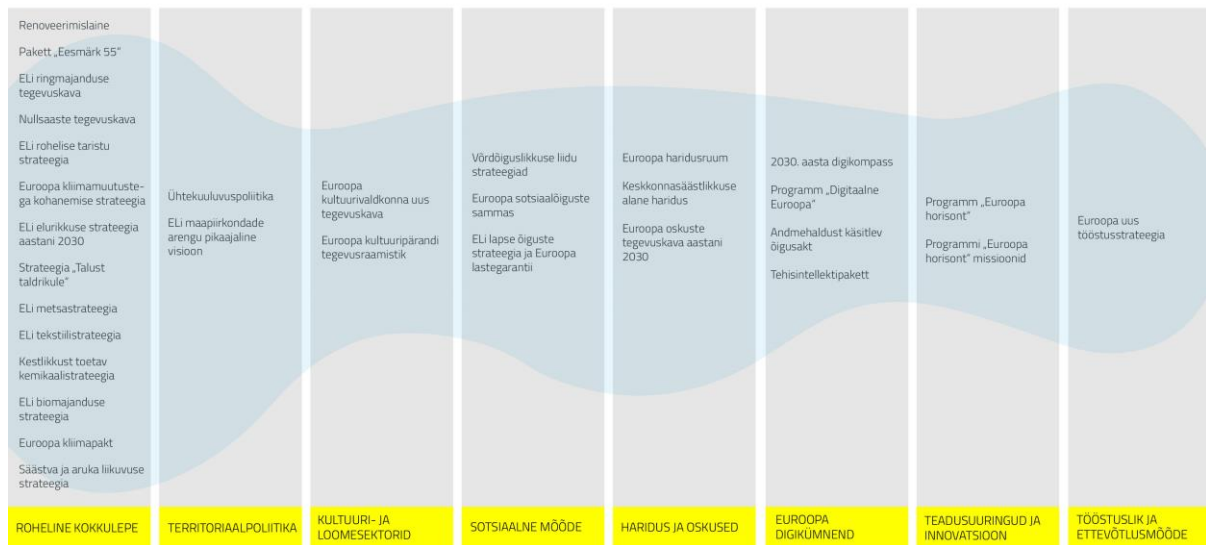 Renoveerimislaine
Pakett „Eesmärk 55“
ELi ringmajanduse
tegevuskava
Nullsaaste tegevuskava
ELi rohelise taristu
strateegia
Euroopa kliimamuutuste-
ga kohanemise strateegia
ELi elurikkuse strateegia
aastani 2030
Strateegia „Talust
taldrikule“
ELi metsastrateegia
ELi tekstiilistrateegia
Kestlikkust toetav
kemikaalistrateegia
ELi biomajanduse
strateegia
Euroopa kliimapakt
Säästva ja aruka liikuvuse
strateegia
ROHELINE KOKKULEPE
Ühtekuuluvuspoliitika
ELi maapiirkondade
arengu pikaajaline
visioon
TERRITORIAALPOLIITIKA
Euroopa
kultuurivaldkonna uus
tegevuskava
Euroopa kultuuripärandi
tegevusraamistik
KULTUURI- JA
LOOMESEKTORID
Võrdõiguslikkuse liidu
strateegiad
Euroopa sotsiaalõiguste
sammas
ELi lapse õiguste
strateegia ja Euroopa
lastegarantii
SOTSIAALNE MÕÕDE
Euroopa haridusruum
Keskkonnasäästlikkuse
alane haridus
Euroopa oskuste
tegevuskava aastani
2030
HARIDUS JA OSKUSED
2030. aasta digikompass
Programm „Digitaalne
Euroopa“
Andmehaldust käsitlev
õigusakt
Tehisintellektipakett
EUROOPA
DIGIKÜMNEND
Programm „Euroopa
horisont“
Programmi „Euroopa
horisont“ missioonid
TEADUSUURINGUD JA
INNOVATSIOON
Euroopa uus
tööstusstrateegia
TÖÖSTUSLIK JA
ETTEVÕTLUSMÕÕDE